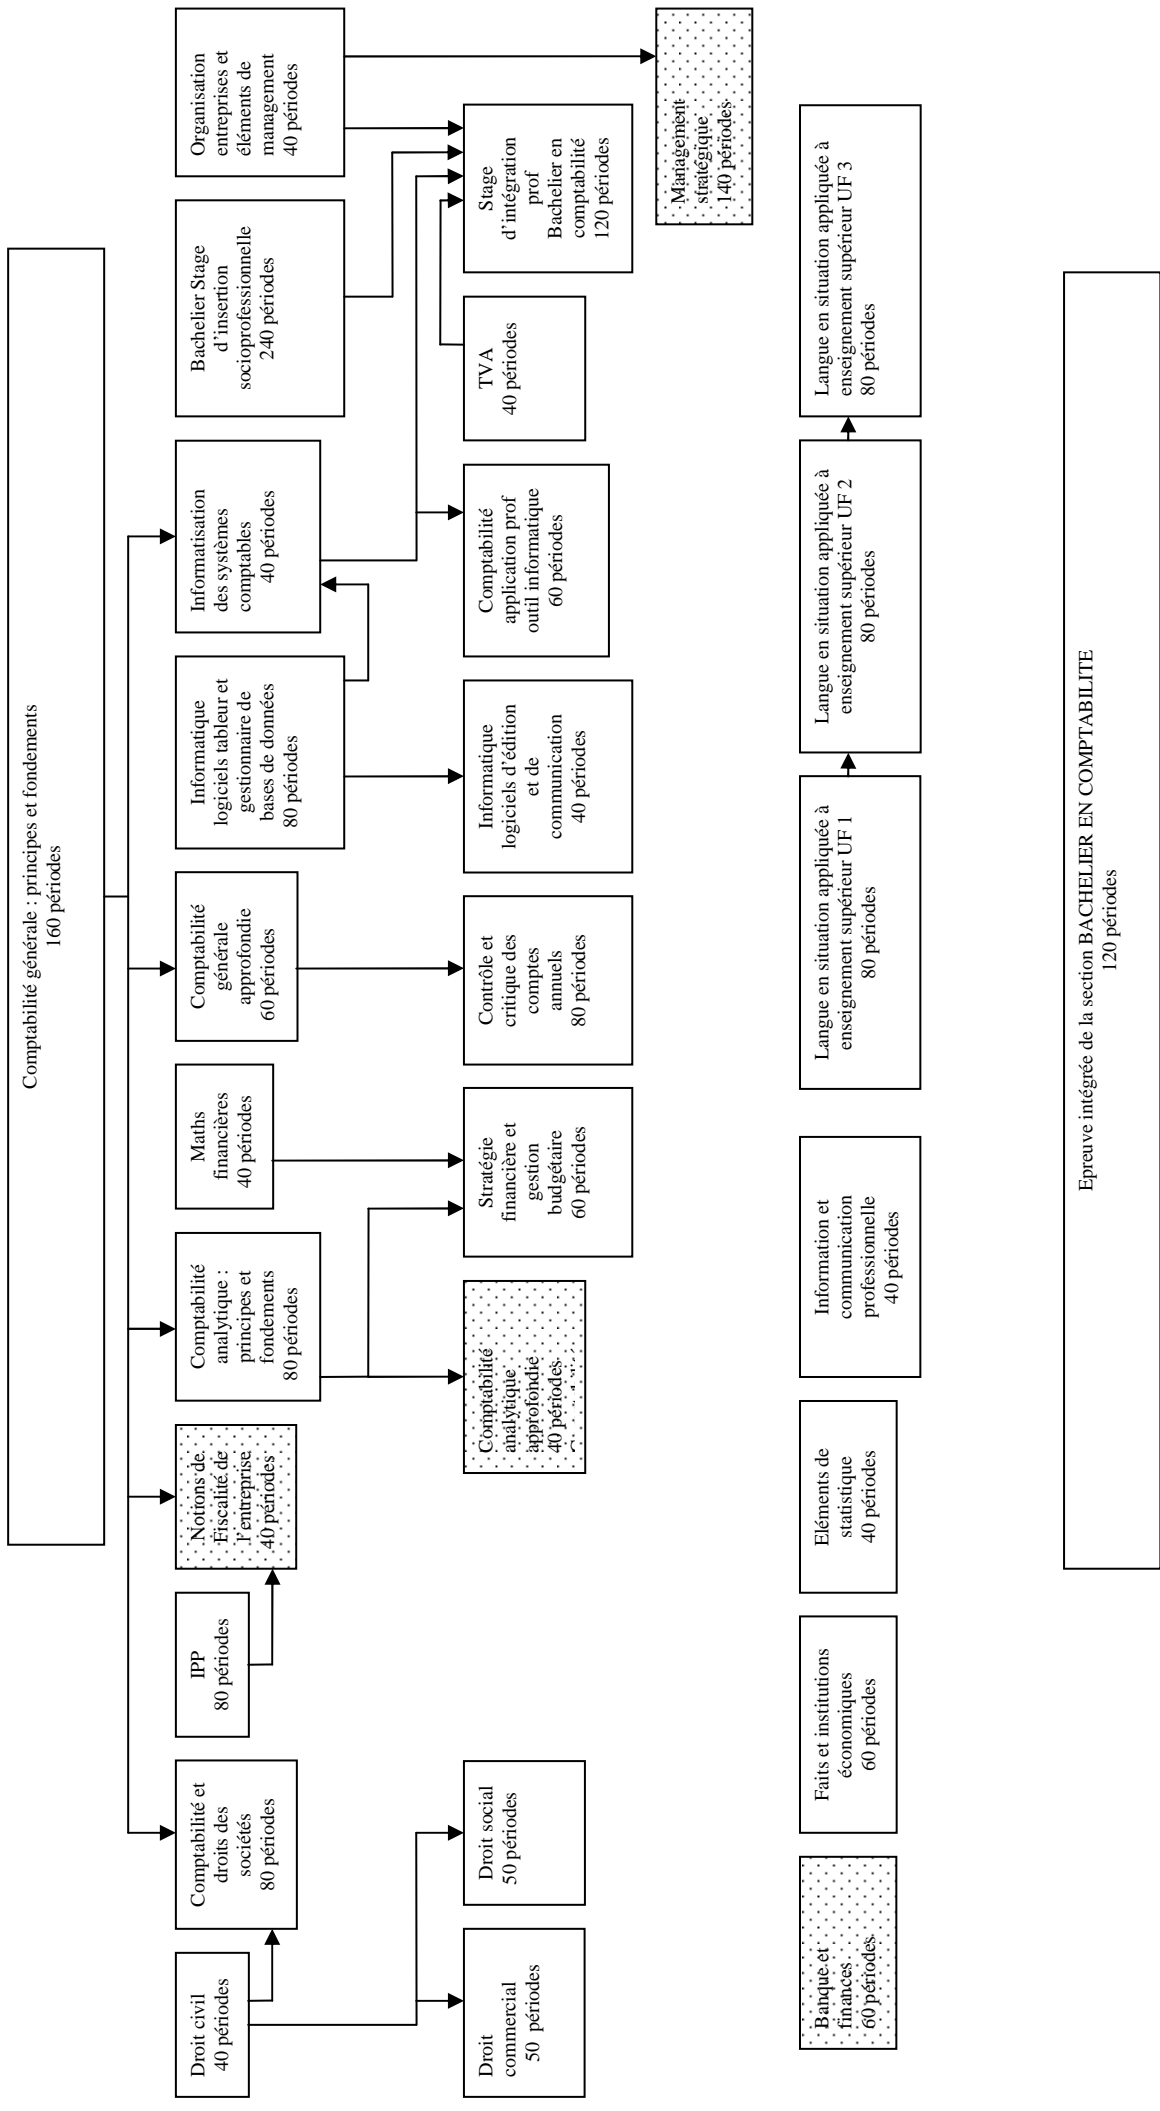 Comptabilité générale : principes et fondements
160 périodes
Droit civil
40 périodes
Comptabilité et
droits des
sociétés
80 périodes
IPP
80 périodes
Notions de
Fiscalité de
l'entreprise
40 périodes
Comptabilité
analytique :
principes et
fondements
80 périodes
Maths
financières
40 périodes
Comptabilité
générale
approfondie
60 périodes
Informatique
logiciels tableur et
gestionnaire de
bases de données
80 périodes
Informatisation
des systèmes
comptables
40 périodes
Bachelier Stage
d'insertion
socioprofessionnelle
240 périodes
Organisation
entreprises et
éléments de
management
40 périodes
Droit
commercial
50 périodes
Droit social
50 périodes
Comptabilité
analytique
approfondie
40 périodes
Stratégie
financière et
gestion
budgétaire
60 périodes
Contrôle et
critique des
comptes
annuels
80 périodes
Informatique
logiciels d'édition
et de
communication
40 périodes
Comptabilité
application prof
outil informatique
60 périodes
TVA
40 périodes
Stage
d'intégration
prof
Bachelier en
comptabilité
120 périodes
Management
stratégique
140 périodes
Banque et
finances
60 périodes
Faits et institutions
économiques
60 périodes
Eléments de
statistique
40 périodes
Information et
communication
professionnelle
40 périodes
Langue en situation appliquée à
enseignement supérieur UF 1
80 périodes
Langue en situation appliquée à
enseignement supérieur UF 2
80 périodes
Langue en situation appliquée à
enseignement supérieur UF 3
80 périodes
Epreuve intégrée de la section BACHELIER EN COMPTABILITE
120 périodes